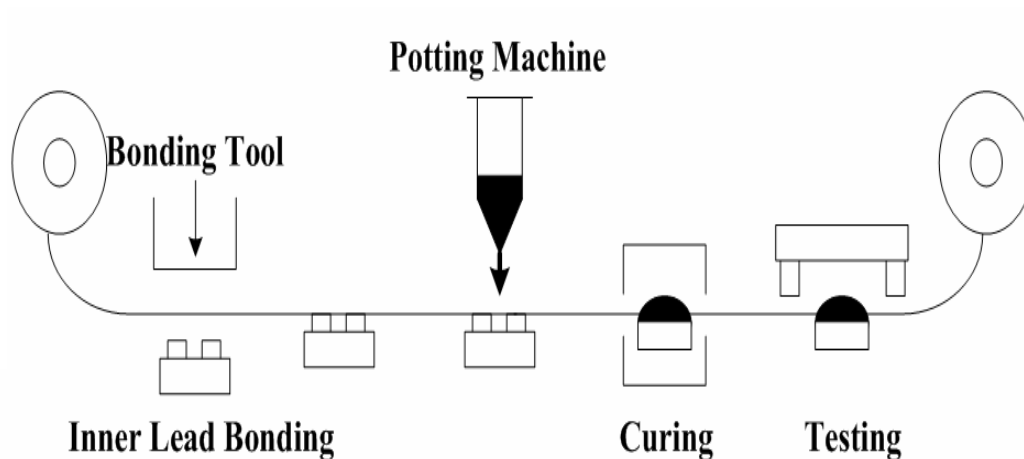 Potting Machine
Bonding Tool
Inner Lead Bonding
Curing
Testing